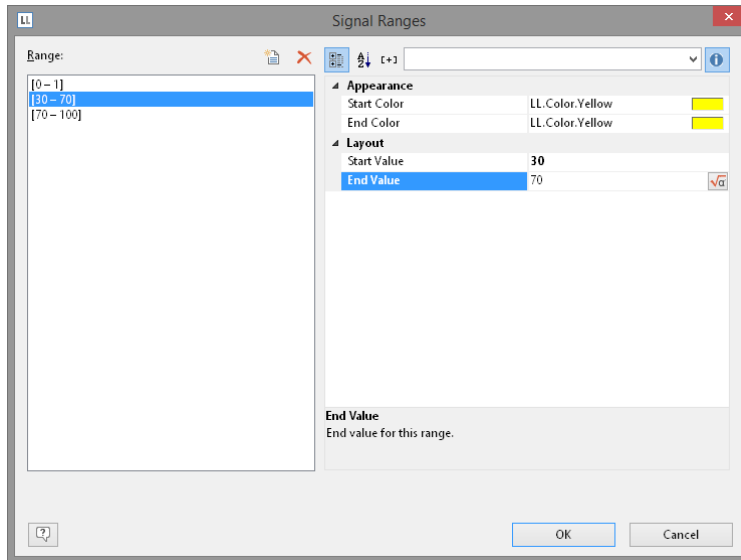 LL
Signal Ranges
Range:
[+]
[0 – 1]
[30 – 70]
[70 – 100]
Appearance
Start Color LL.Color.Yellow
End Color LL.Color.Yellow
Layout
Start Value 30
End Value 70
√α
End Value
End value for this range.
OK Cancel